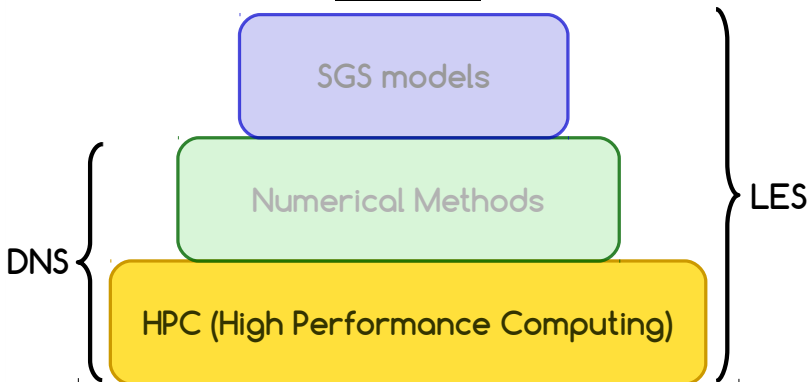 SGS models
Numerical Methods
LES
DNS
HPC (High Performance Computing)